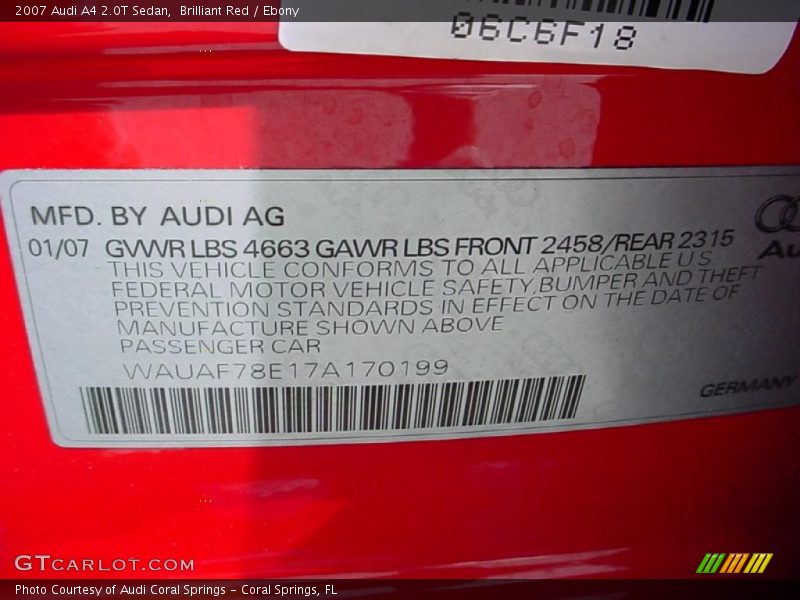 2007 Audi A4 2.0T Sedan, Brilliant Red / Ebony
06C6F18
MFD. BY AUDI AG
01/07 GVWR LBS 4663 GAWR LBS FRONT 2458/REAR 2315
THIS VEHICLE CONFORMS TO ALL APPLICABLE U S
FEDERAL MOTOR VEHICLE SAFETY, BUMPER AND THEFT
PREVENTION STANDARDS IN EFFECT ON THE DATE OF
MANUFACTURE SHOWN ABOVE
PASSENGER CAR
WAUAF78E17A170199
Au
GERMANY
GTCARLOT.COM
Photo Courtesy of Audi Coral Springs - Coral Springs, FL